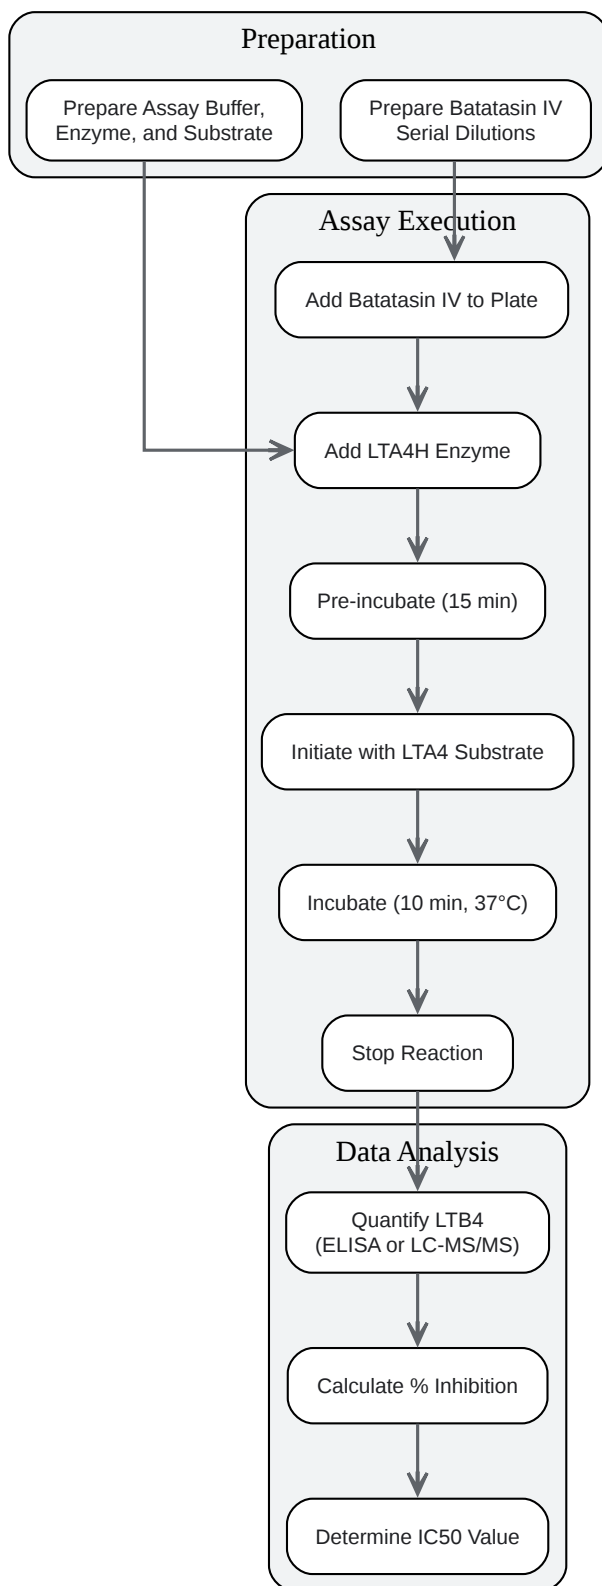 Preparation
Prepare Assay Buffer,
Enzyme, and Substrate
Prepare Batatasin IV
Serial Dilutions
Assay Execution
Add Batatasin IV to Plate
Add LTA4H Enzyme
Pre-incubate (15 min)
Initiate with LTA4 Substrate
Incubate (10 min, 37°C)
Stop Reaction
Data Analysis
Quantify LTB4
(ELISA or LC-MS/MS)
Calculate % Inhibition
Determine IC50 Value